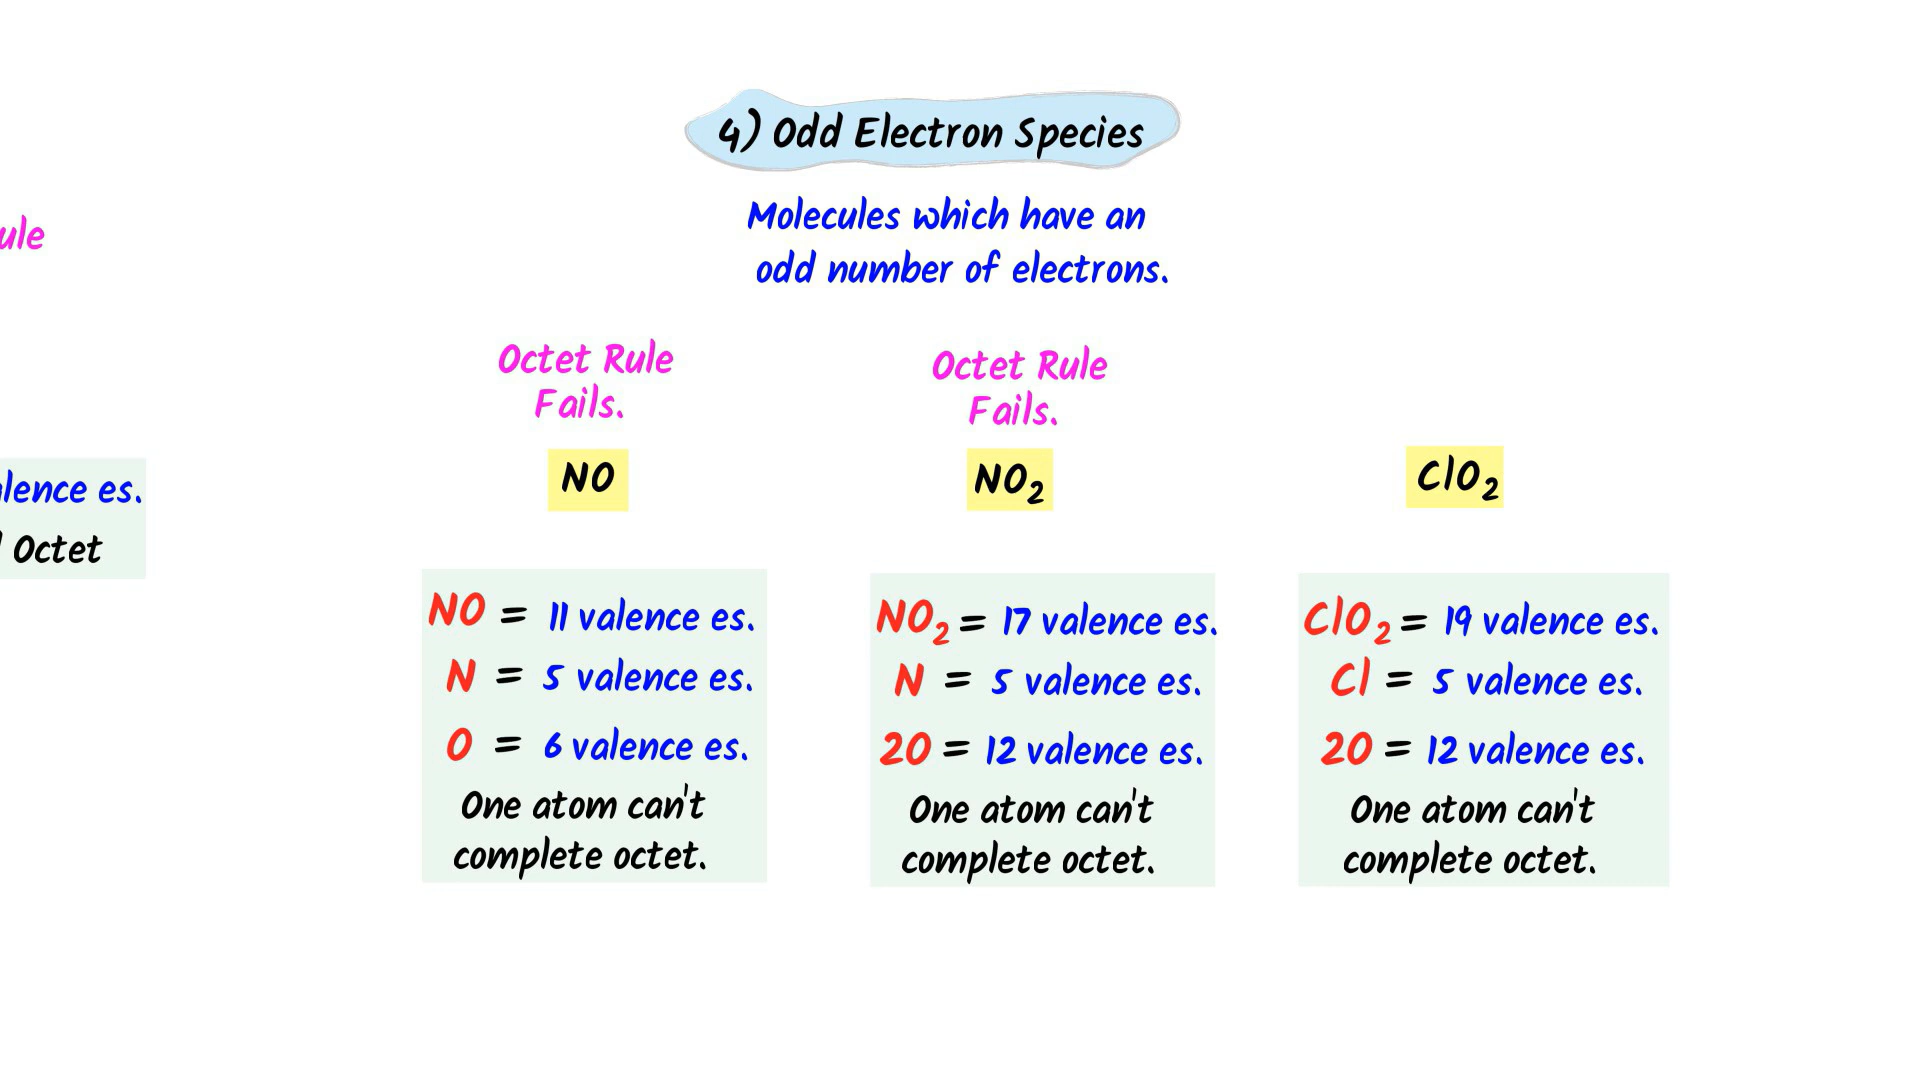 4) Odd Electron Species
Molecules which have an
odd number of electrons.
ule
Octet Rule
Fails.
Octet Rule
Fails.
NO
NO₂
ClO₂
lence es.
Octet
NO = 11 valence es.
N = 5 valence es.
O = 6 valence es.
One atom can't
complete octet.
NO₂ = 17 valence es.
N = 5 valence es.
2O = 12 valence es.
One atom can't
complete octet.
ClO₂ = 19 valence es.
Cl = 5 valence es.
2O = 12 valence es.
One atom can't
complete octet.